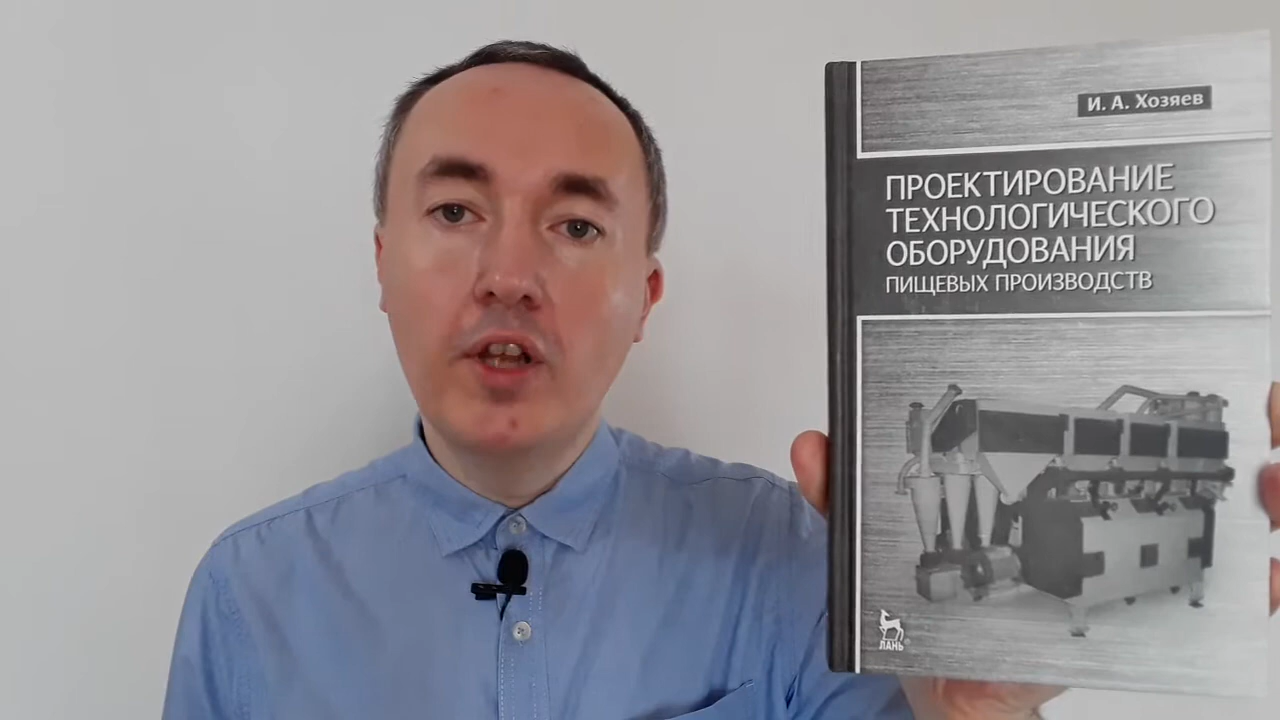 И. А. Хозяев
ПРОЕКТИРОВАНИЕ
ТЕХНОЛОГИЧЕСКОГО
ОБОРУДОВАНИЯ
ПИЩЕВЫХ ПРОИЗВОДСТВ
ЛАНЬ®